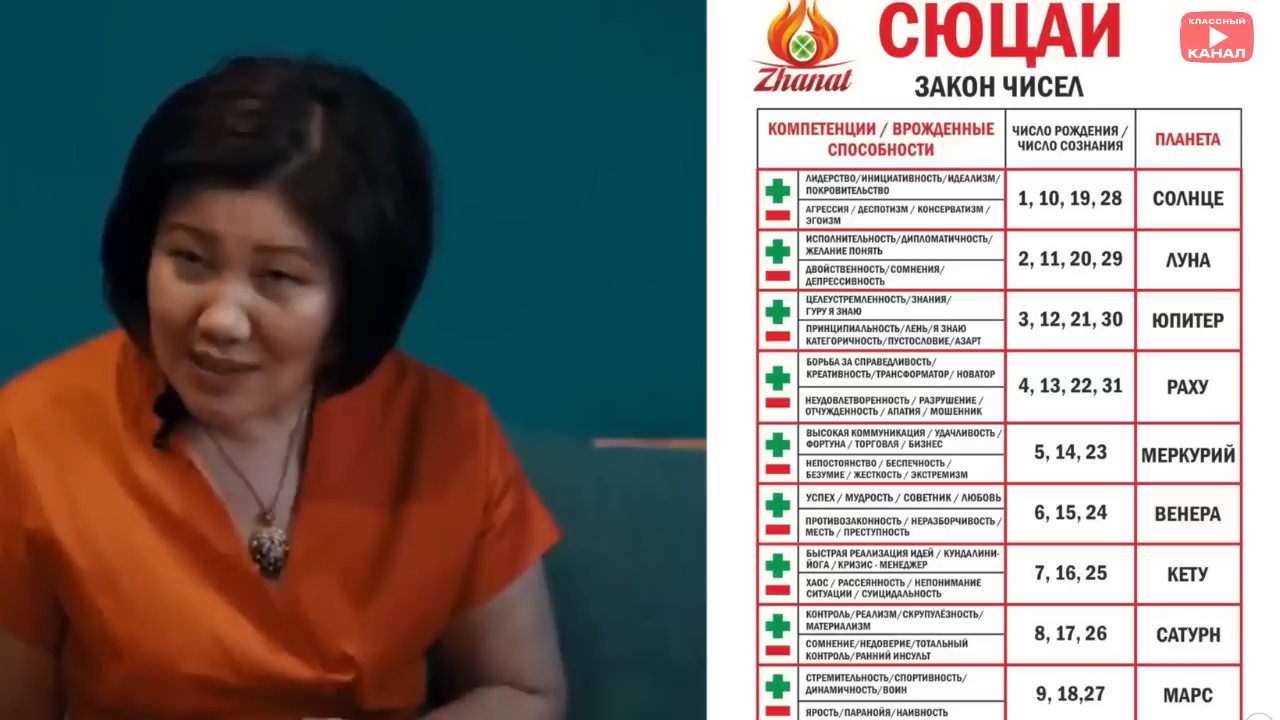 СЮЦАЙ
КЛАССНЫЙ
КАНАЛ
Zhanat
ЗАКОН ЧИСЕЛ
КОМПЕТЕНЦИИ / ВРОЖДЕННЫЕ
СПОСОБНОСТИ
ЧИСЛО РОЖДЕНИЯ /
ЧИСЛО СОЗНАНИЯ
ПЛАНЕТА
ЛИДЕРСТВО/ИНИЦИАТИВНОСТЬ/ИДЕАЛИЗМ/
ПОКРОВИТЕЛЬСТВО
АГРЕССИЯ / ДЕСПОТИЗМ / КОНСЕРВАТИЗМ /
ЭГОИЗМ
1, 10, 19, 28
СОЛНЦЕ
ИСПОЛНИТЕЛЬНОСТЬ/ДИПЛОМАТИЧНОСТЬ/
ЖЕЛАНИЕ ПОНЯТЬ
ДВОЙСТВЕННОСТЬ/СОМНЕНИЯ/
ДЕПРЕССИВНОСТЬ
2, 11, 20, 29
ЛУНА
ЦЕЛЕУСТРЕМЛЕННОСТЬ/ЗНАНИЯ/
ГУРУ Я ЗНАЮ
ПРИНЦИПИАЛЬНОСТЬ/ЛЕНЬ/Я ЗНАЮ
КАТЕГОРИЧНОСТЬ/ПУСТОСЛОВИЕ/АЗАРТ
3, 12, 21, 30
ЮПИТЕР
БОРЬБА ЗА СПРАВЕДЛИВОСТЬ/
КРЕАТИВНОСТЬ/ТРАНСФОРМАТОР/ НОВАТОР
НЕУДОВЛЕТВОРЕННОСТЬ / РАЗРУШЕНИЕ /
ОТЧУЖДЕННОСТЬ / АПАТИЯ / МОШЕННИК
4, 13, 22, 31
РАХУ
ВЫСОКАЯ КОММУНИКАЦИЯ / УДАЧЛИВОСТЬ /
ФОРТУНА / ТОРГОВЛЯ / БИЗНЕС
НЕПОСТОЯНСТВО / БЕСПЕЧНОСТЬ /
БЕЗУМИЕ / ЖЕСТКОСТЬ / ЭКСТРЕМИЗМ
5, 14, 23
МЕРКУРИЙ
УСПЕХ / МУДРОСТЬ / СОВЕТНИК / ЛЮБОВЬ
ПРОТИВОЗАКОННОСТЬ / НЕРАЗБОРЧИВОСТЬ /
МЕСТЬ / ПРЕСТУПНОСТЬ
6, 15, 24
ВЕНЕРА
БЫСТРАЯ РЕАЛИЗАЦИЯ ИДЕЙ / КУНДАЛИНИ-
ЙОГА / КРИЗИС - МЕНЕДЖЕР
ХАОС / РАССЕЯННОСТЬ / НЕПОНИМАНИЕ
СИТУАЦИИ / СУИЦИДАЛЬНОСТЬ
7, 16, 25
КЕТУ
КОНТРОЛЬ/РЕАЛИЗМ/СКРУПУЛЁЗНОСТЬ/
МАТЕРИАЛИЗМ
СОМНЕНИЕ/НЕДОВЕРИЕ/ТОТАЛЬНЫЙ
КОНТРОЛЬ/РАННИЙ ИНСУЛЬТ
8, 17, 26
САТУРН
СТРЕМИТЕЛЬНОСТЬ/СПОРТИВНОСТЬ/
ДИНАМИЧНОСТЬ/ВОИН
ЯРОСТЬ/ПАРАНОЙЯ/НАИВНОСТЬ
9, 18,27
МАРС